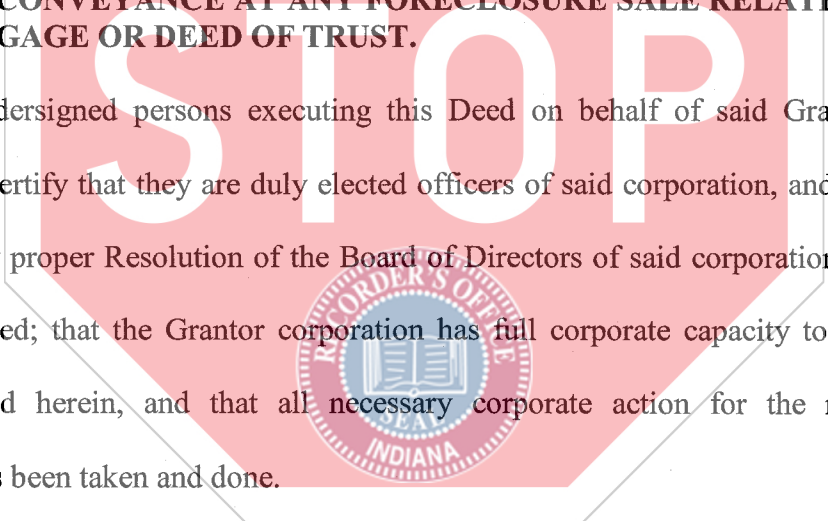 CONVEYANCE AT ANY FORECLOSURE SALE
GAGE OR DEED OF TRUST.
STOP
dersigned persons executing this Deed on behalf of said Gra
ertify that they are duly elected officers of said corporation, and
proper Resolution of the Board of Directors of said corporation
ed; that the Grantor corporation has full corporate capacity to
d herein, and that all necessary corporate action for the
been taken and done.
RECORDER'S OFFICE
SEAL
INDIANA